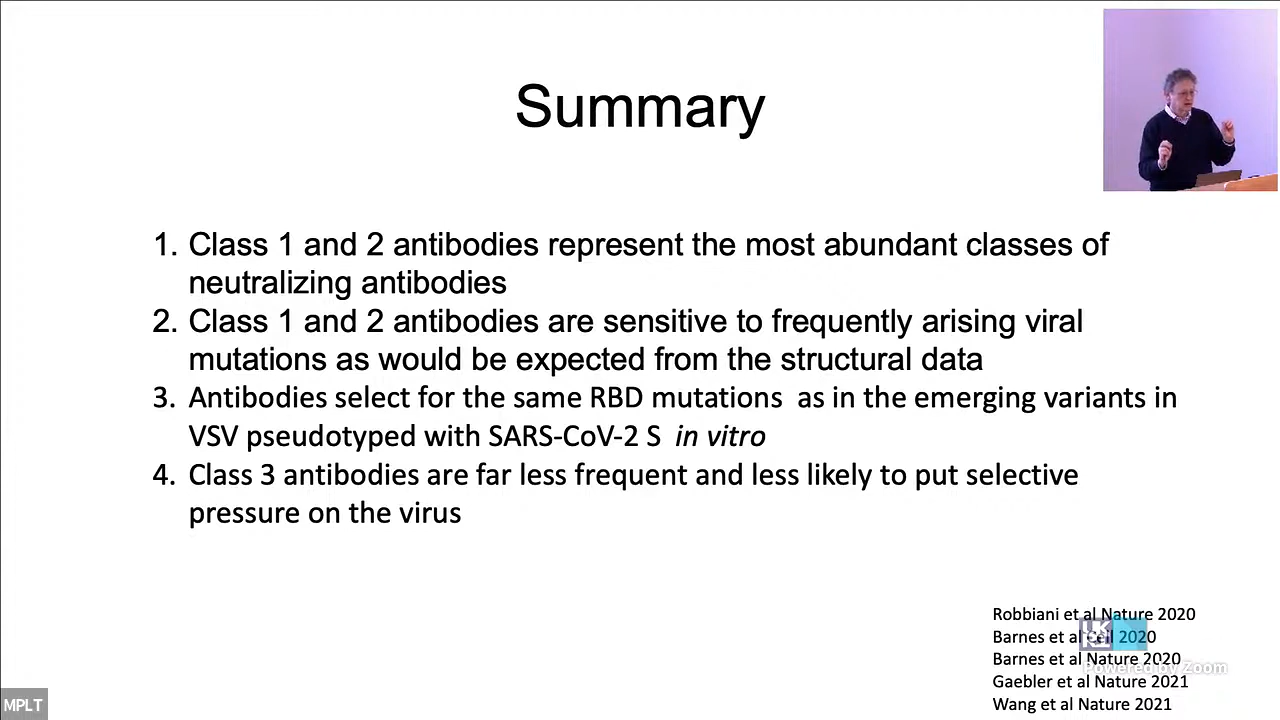 Summary
1. Class 1 and 2 antibodies represent the most abundant classes of
neutralizing antibodies
2. Class 1 and 2 antibodies are sensitive to frequently arising viral
mutations as would be expected from the structural data
3. Antibodies select for the same RBD mutations as in the emerging variants in
VSV pseudotyped with SARS-CoV-2 S in vitro
4. Class 3 antibodies are far less frequent and less likely to put selective
pressure on the virus
Robbiani et al Nature 2020
Barnes et al Cell 2020
Barnes et al Nature 2020
Gaebler et al Nature 2021
Wang et al Nature 2021
UKRI
Powered by Zoom
MPLT